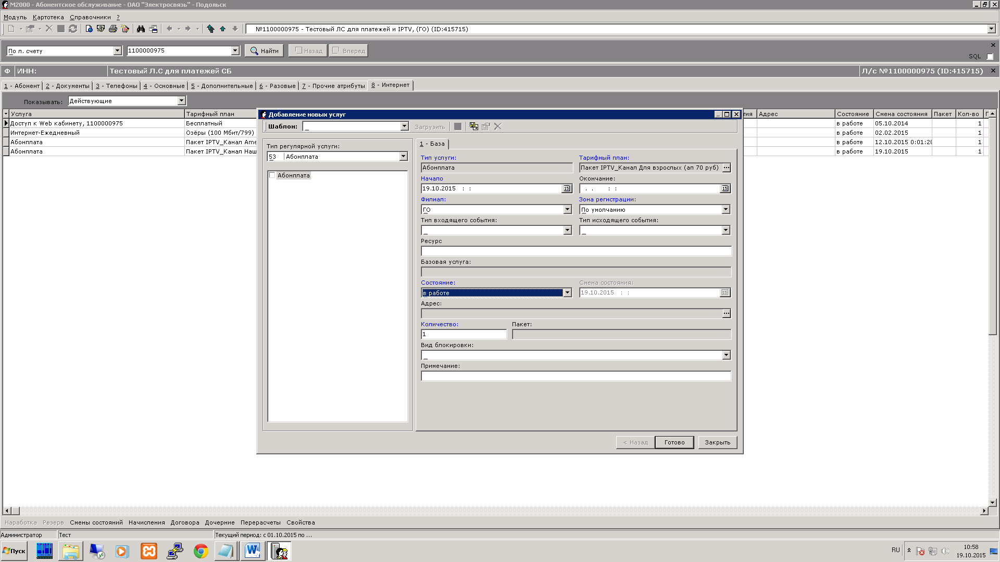 M2000 - Абонентское обслуживание - ОАО "Электросвязь" - Подольск
Модуль Картотека Справочники ?
№1100000975 - Тестовый ЛС для платежей и IPTV, (ГО) (ID:415715)
По л. счету 1100000975 Найти Назад Вперед
SQL
Ф ИНН: Тестовый Л.С для платежей СБ Л/с №1100000975 (ID:415715)
1 - Абонент 2 - Документы 3 - Телефоны 4 - Основные 5 - Дополнительные 6 - Разовые 7 - Прочие атрибуты 8 - Интернет
Показывать: Действующие
Услуга Тарифный план Адрес Состояние Смена состояния Пакет Кол-во
Доступ к Web кабинету, 1100000975 Бесплатный в работе 05.10.2014 1
Интернет-Ежедневный Озёры (100 Мбит/799) в работе 02.02.2015 1
Абонплата Пакет IPTV_Канал Ame в работе 12.10.2015 0:01:20 1
Абонплата Пакет IPTV_Канал Наш в работе 19.10.2015 1
Добавление новых услуг
Шаблон: _ Загрузить
Тип регулярной услуги:
53 Абонплата
Абонплата
1 - База
Тип услуги: Тарифный план:
Абонплата Пакет IPTV_Канал Для взрослых (ап 70 руб) ...
Начало Окончание:
19.10.2015 : : 15 . . : : 15
Филиал: Зона регистрации:
ГО По умолчанию
Тип входящего события: Тип исходящего события:
_ _
Ресурс
Базовая услуга:
Состояние: Смена состояния:
в работе 19.10.2015 : : 15
Адрес:
...
Количество: Пакет:
1
Вид блокировки:
_
Примечание:
< Назад Готово Закрыть
Наработка Резерв Смены состояний Начисления Договора Дочерние Перерасчеты Свойства
Администратор Тест Текущий период: с 01.10.2015 по ...
Пуск RU 10:58
19.10.2015